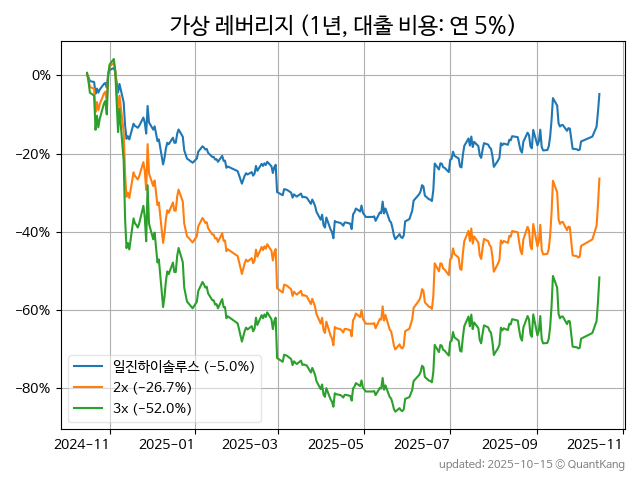 가상 레버리지 (1년, 대출 비용: 연 5%)
0%
−20%
−40%
−60%
−80%
일진하이솔루스 (−5.0%)
2x (−26.7%)
3x (−52.0%)
2024−11 2025−01 2025−03 2025−05 2025−07 2025−09 2025−11
updated: 2025-10-15 © QuantKang